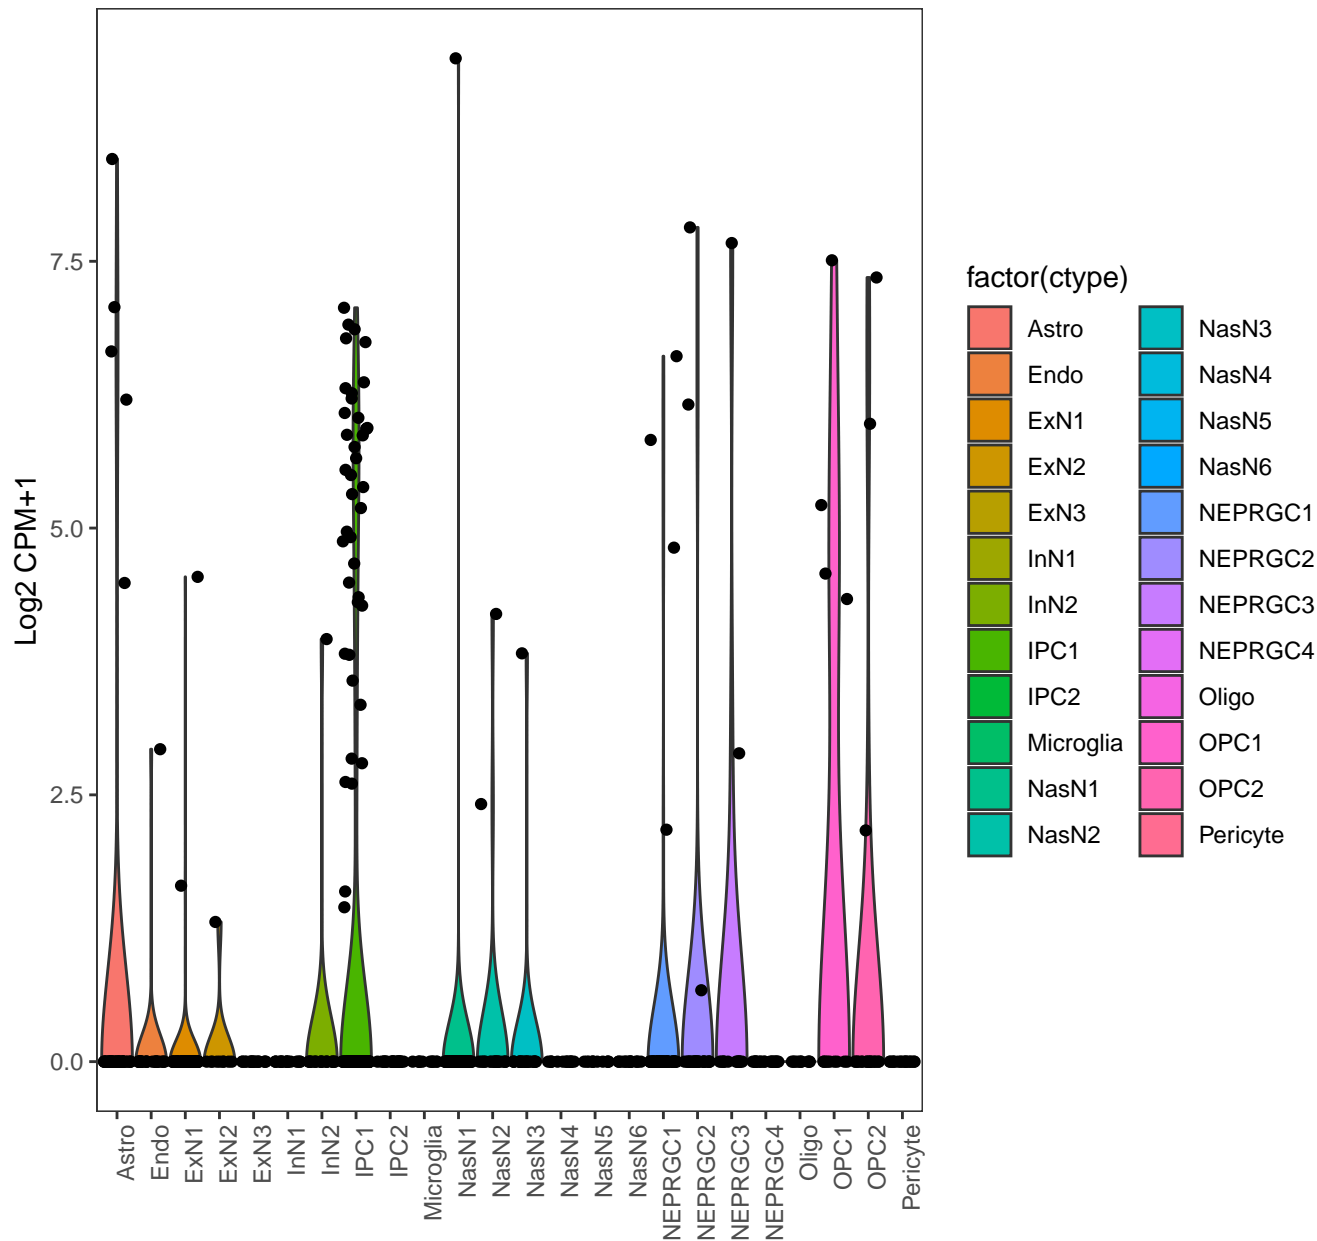 Log2 CPM+1
7.5
5.0
2.5
0.0
Astro
Endo
ExN1
ExN2
ExN3
InN1
InN2
IPC1
IPC2
Microglia
NasN1
NasN2
NasN3
NasN4
NasN5
NasN6
NEPRGC1
NEPRGC2
NEPRGC3
NEPRGC4
Oligo
OPC1
OPC2
Pericyte
factor(ctype)
Astro
Endo
ExN1
ExN2
ExN3
InN1
InN2
IPC1
IPC2
Microglia
NasN1
NasN2
NasN3
NasN4
NasN5
NasN6
NEPRGC1
NEPRGC2
NEPRGC3
NEPRGC4
Oligo
OPC1
OPC2
Pericyte